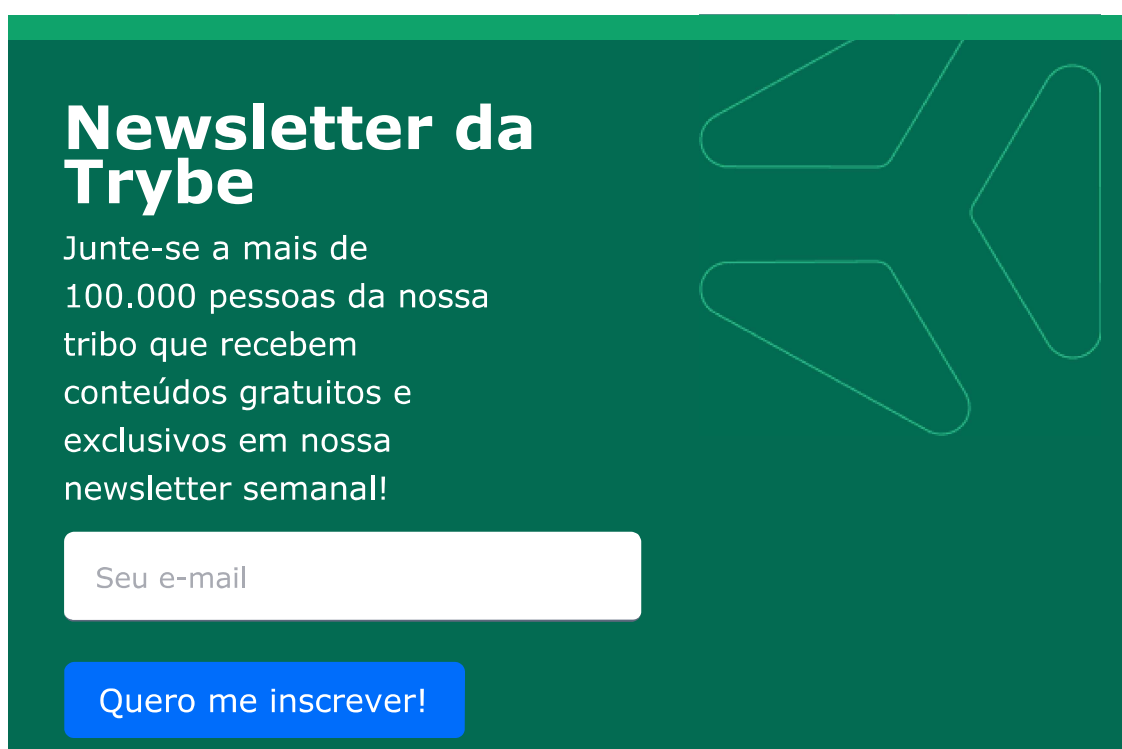 Newsletter da
Trybe
Junte-se a mais de
100.000 pessoas da nossa
tribo que recebem
conteúdos gratuitos e
exclusivos em nossa
newsletter semanal!
Seu e-mail
Quero me inscrever!